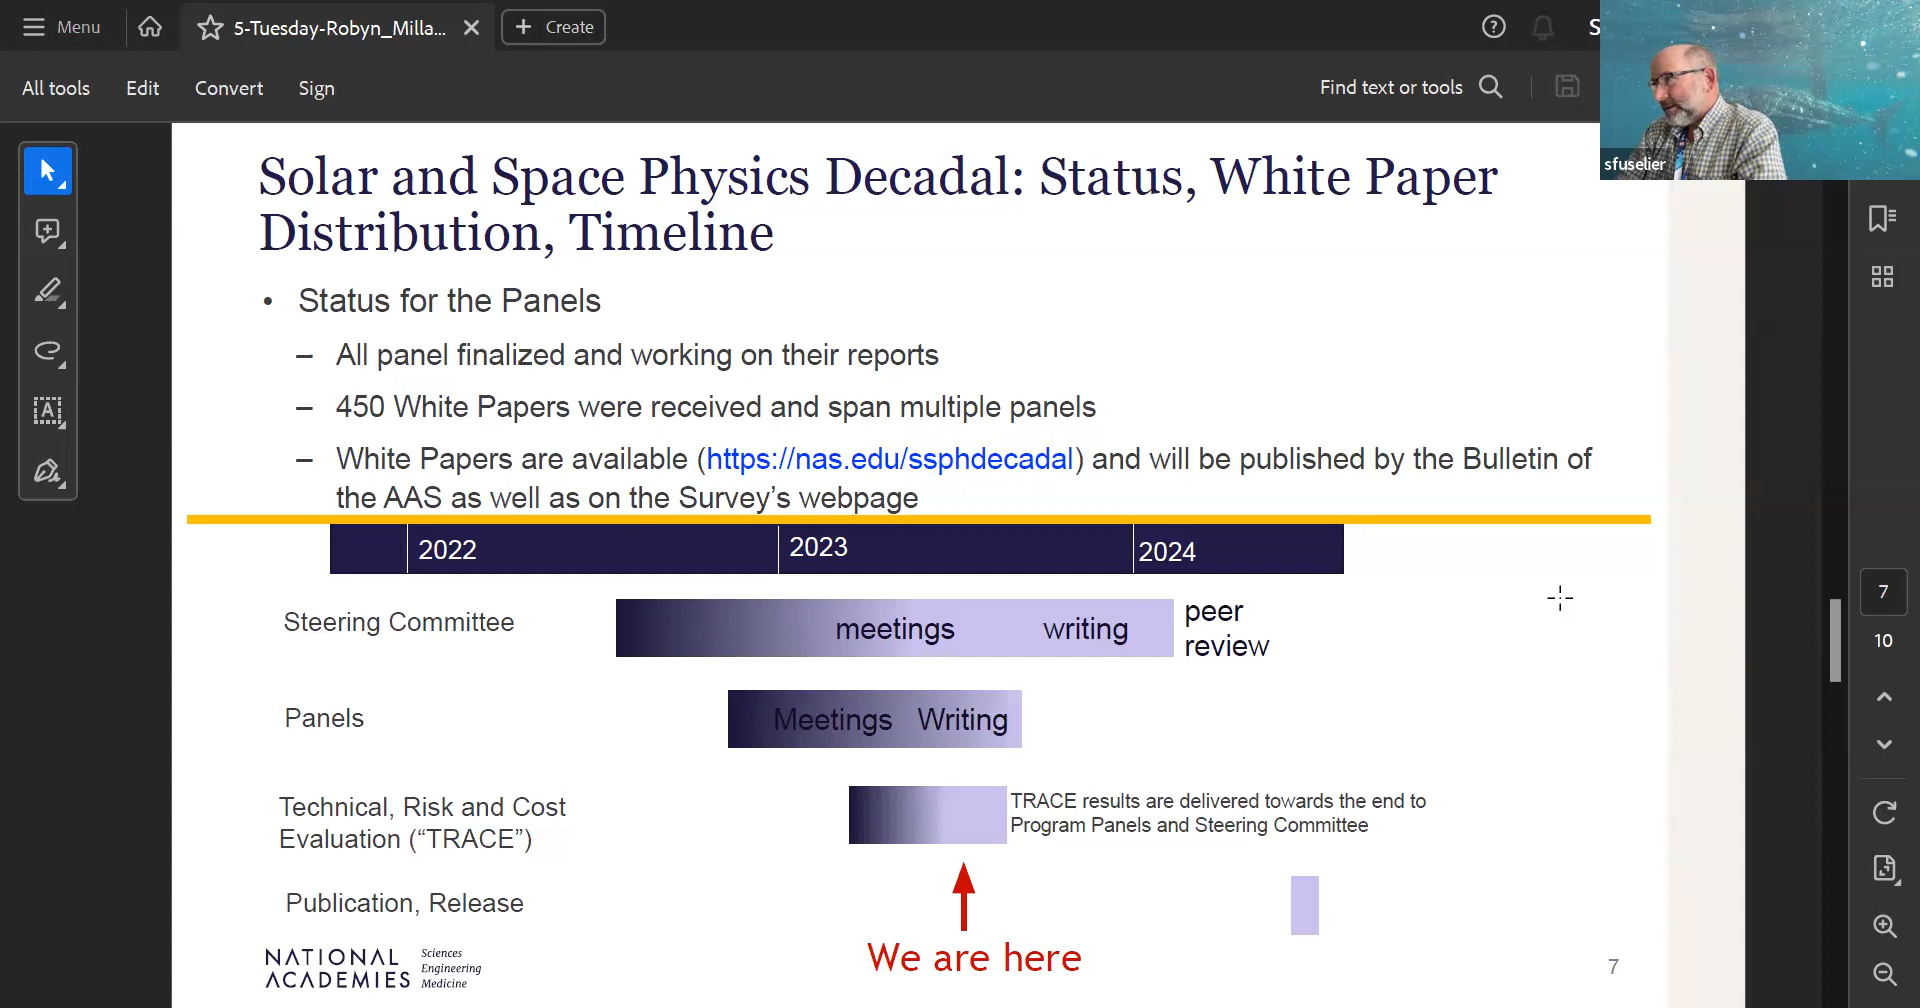 Menu
5-Tuesday-Robyn_Milla...
Create
S
All tools
Edit
Convert
Sign
Find text or tools
sfuselier
Solar and Space Physics Decadal: Status, White Paper
Distribution, Timeline
• Status for the Panels
– All panel finalized and working on their reports
– 450 White Papers were received and span multiple panels
– White Papers are available (https://nas.edu/ssphdecadal) and will be published by the Bulletin of
the AAS as well as on the Survey’s webpage
2022
2023
2024
Steering Committee
meetings
writing
peer
review
Panels
Meetings
Writing
Technical, Risk and Cost
Evaluation (“TRACE”)
TRACE results are delivered towards the end to
Program Panels and Steering Committee
Publication, Release
We are here
NATIONAL
ACADEMIES
Sciences
Engineering
Medicine
7
7
10
A